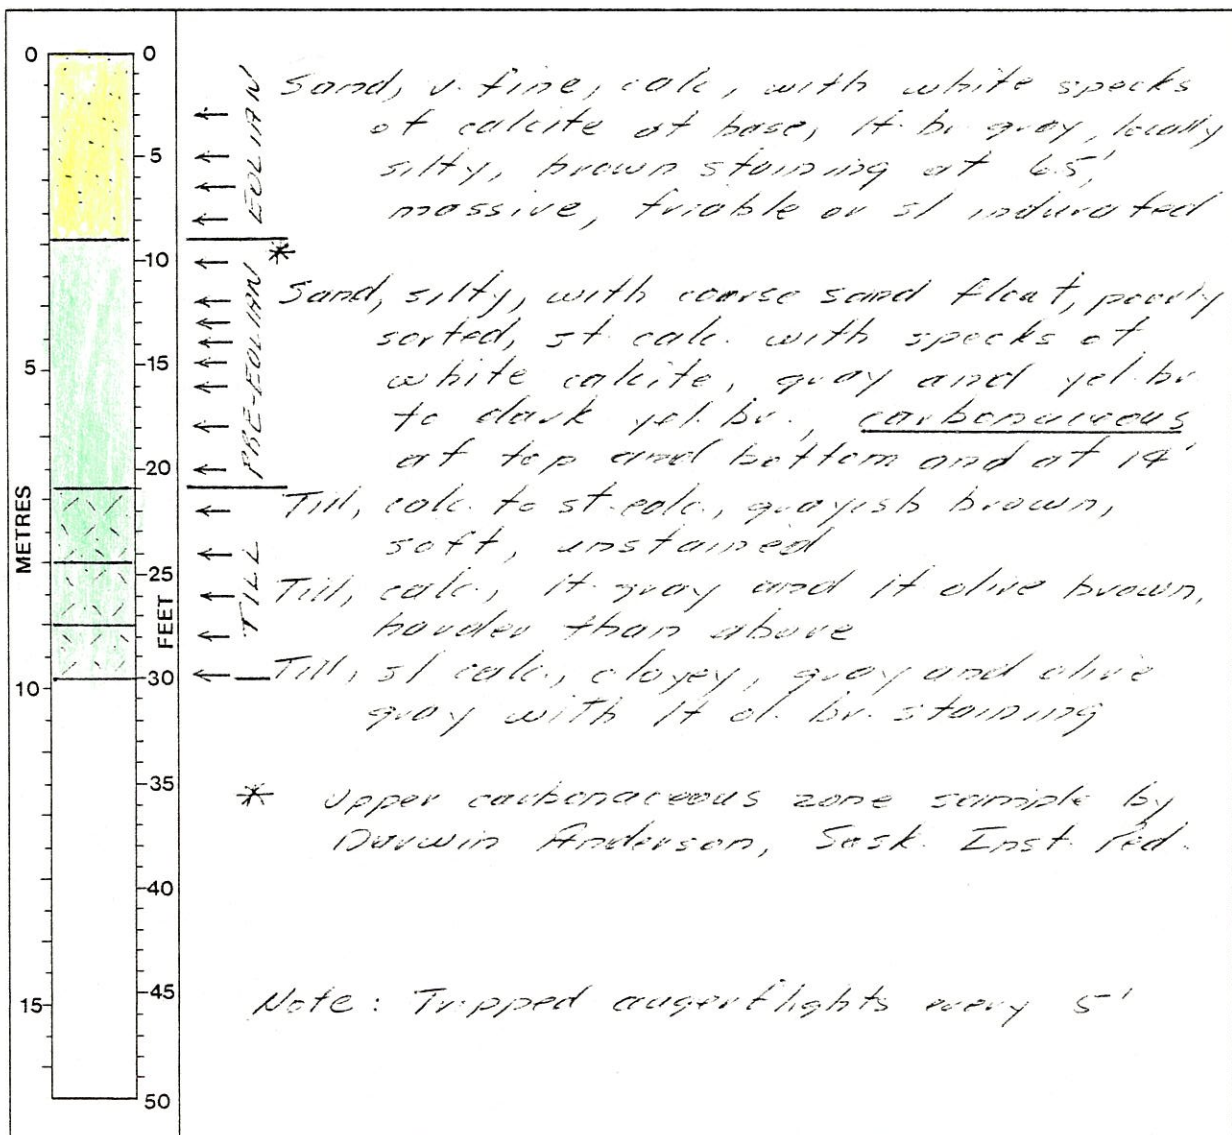 METRES
FEET
0
5
10
15
0
5
10
15
20
25
30
35
40
45
50
EOLIAN
Sand, v. fine, calc, with white specks
of calcite at base, lt. br. gray, locally
silty, brown staining at 6.5',
massive, friable or sl indurated
PRE-EOLIAN
*
Sand, silty, with coarse sand float, poorly
sorted, st. calc. with specks of
white calcite, gray and yel. br.
to dark yel. br., carbonaceous
at top and bottom and at 14'
TILL
Till, calc. to st. calc., grayish brown,
soft, unstained
Till, calc., lt. gray and lt olive brown,
harder than above
Till, sl calc., clayey, gray and olive
gray with lt ol. br. staining
* Upper carbonaceous zone sample by
Darwin Anderson, Sask. Inst. Ped.
Note: Tripped augerflights every 5'